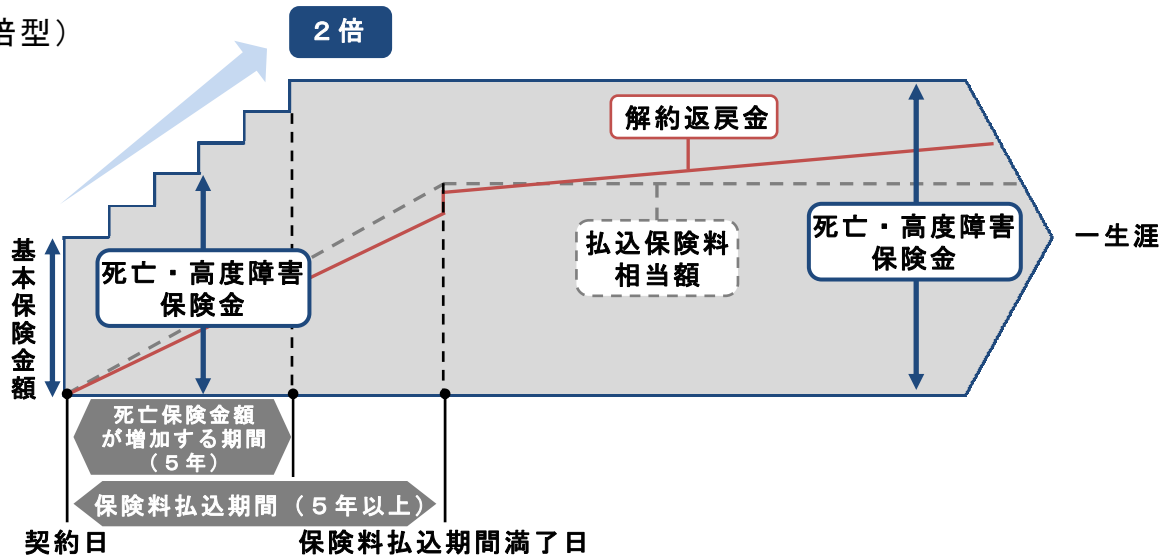 倍型）
２倍
解約返戻金
死亡・高度障害
保険金
払込保険料
相当額
死亡・高度障害
保険金
一生涯
基本保険金額
死亡保険金額
が増加する期間
（５年）
保険料払込期間（５年以上）
契約日
保険料払込期間満了日